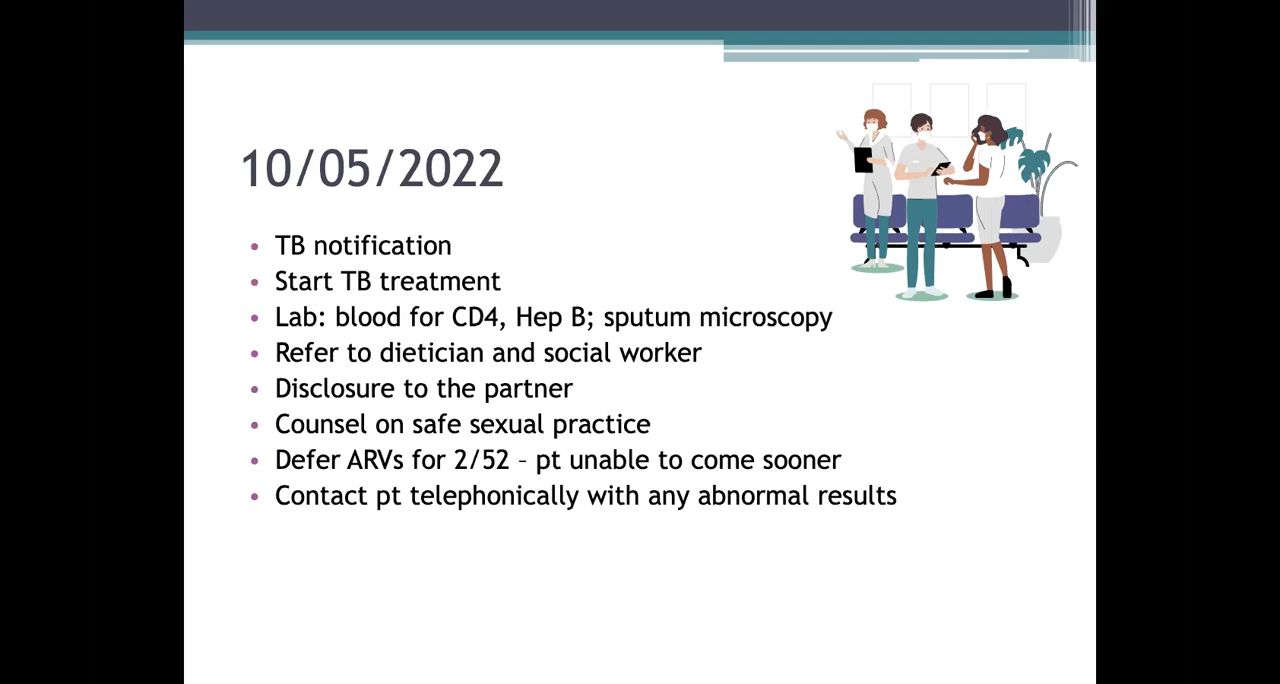 10/05/2022
• TB notification
• Start TB treatment
• Lab: blood for CD4, Hep B; sputum microscopy
• Refer to dietician and social worker
• Disclosure to the partner
• Counsel on safe sexual practice
• Defer ARVs for 2/52 – pt unable to come sooner
• Contact pt telephonically with any abnormal results